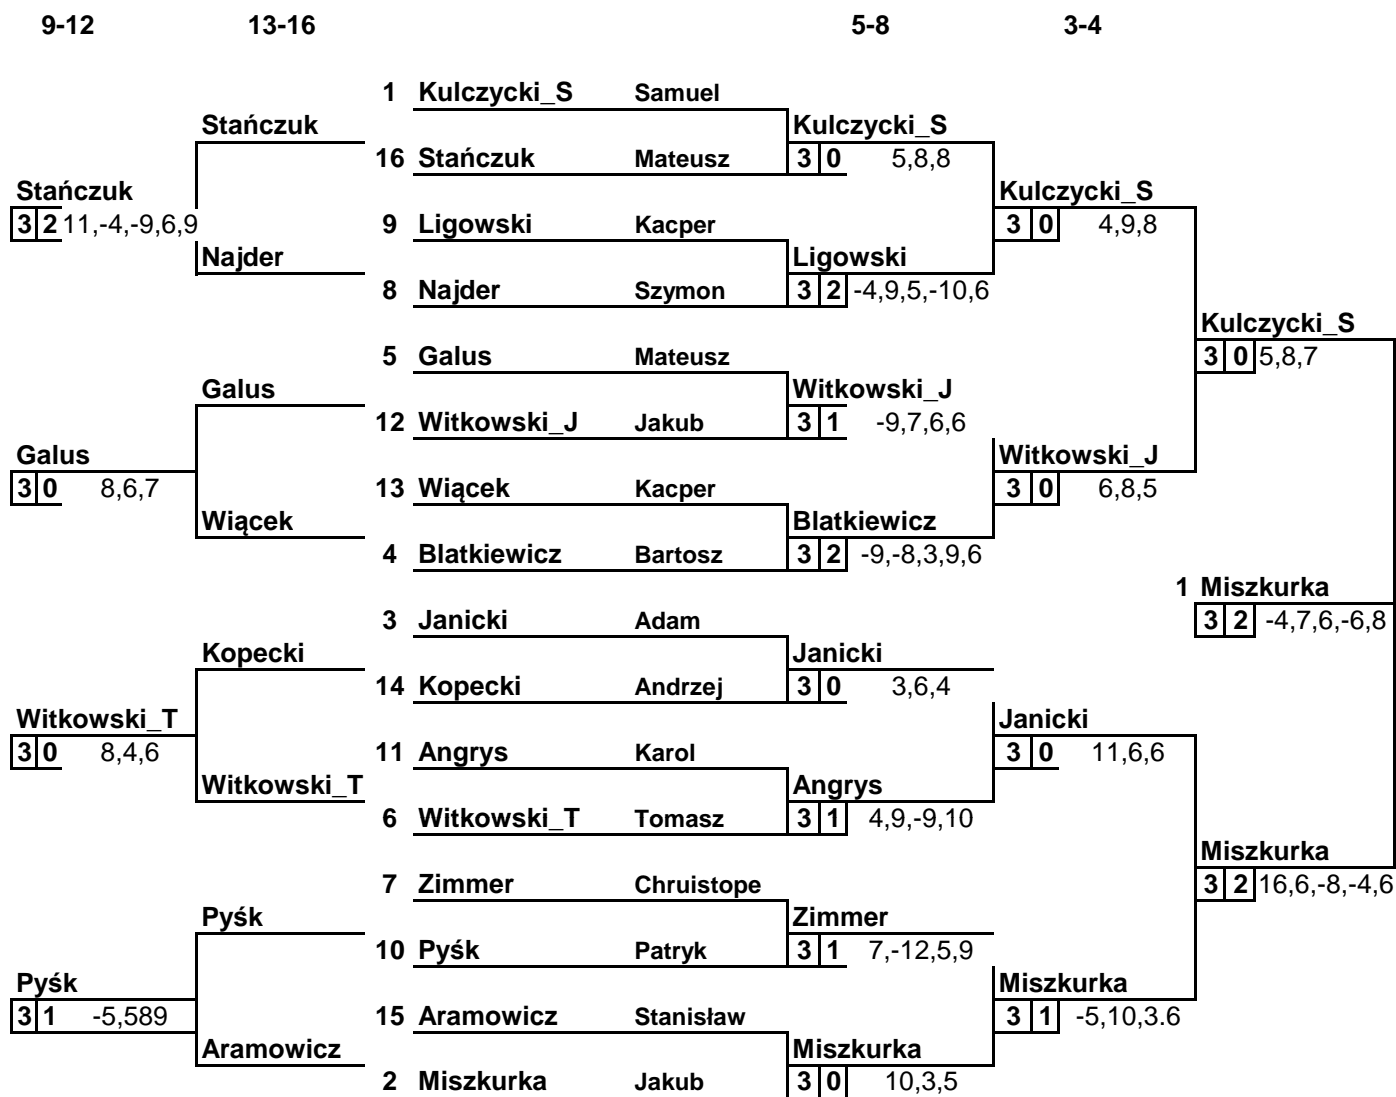 9-12 13-16 5-8 3-4
1 Kulczycki_S Samuel
Stańczuk Kulczycki_S
16 Stańczuk Mateusz 3 0 5,8,8
Stańczuk Kulczycki_S
3 2 11,-4,-9,6,9 9 Ligowski Kacper 3 0 4,9,8
Najder Ligowski
8 Najder Szymon 3 2 -4,9,5,-10,6
Kulczycki_S
5 Galus Mateusz 3 0 5,8,7
Galus Witkowski_J
12 Witkowski_J Jakub 3 1 -9,7,6,6
Galus Witkowski_J
3 0 8,6,7 13 Wiącek Kacper 3 0 6,8,5
Wiącek Blatkiewicz
4 Blatkiewicz Bartosz 3 2 -9,-8,3,9,6
1 Miszkurka
3 Janicki Adam 3 2 -4,7,6,-6,8
Kopecki Janicki
14 Kopecki Andrzej 3 0 3,6,4
Witkowski_T Janicki
3 0 8,4,6 11 Angrys Karol 3 0 11,6,6
Witkowski_T Angrys
6 Witkowski_T Tomasz 3 1 4,9,-9,10
Miszkurka
7 Zimmer Chruistope 3 2 16,6,-8,-4,6
Pyśk Zimmer
10 Pyśk Patryk 3 1 7,-12,5,9
Pyśk Miszkurka
3 1 -5,589 15 Aramowicz Stanisław 3 1 -5,10,3.6
Aramowicz Miszkurka
2 Miszkurka Jakub 3 0 10,3,5